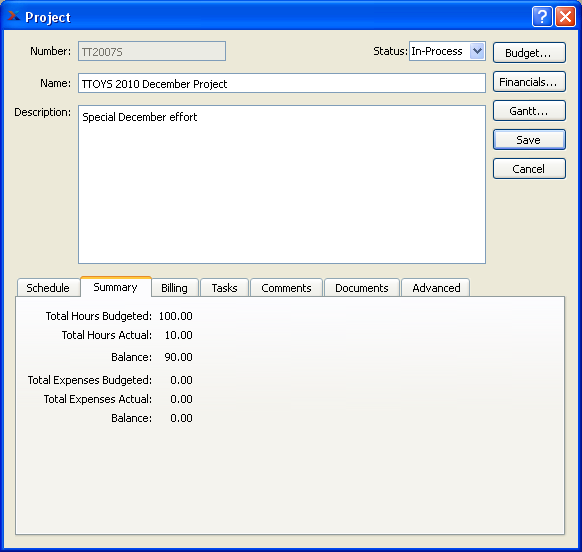 Project
Number: TT2007S Status: In-Process Budget...
Name: TTOYS 2010 December Project Financials...
Description: Special December effort Gantt...
Save
Cancel
Schedule Summary Billing Tasks Comments Documents Advanced
Total Hours Budgeted: 100.00
Total Hours Actual: 10.00
Balance: 90.00
Total Expenses Budgeted: 0.00
Total Expenses Actual: 0.00
Balance: 0.00